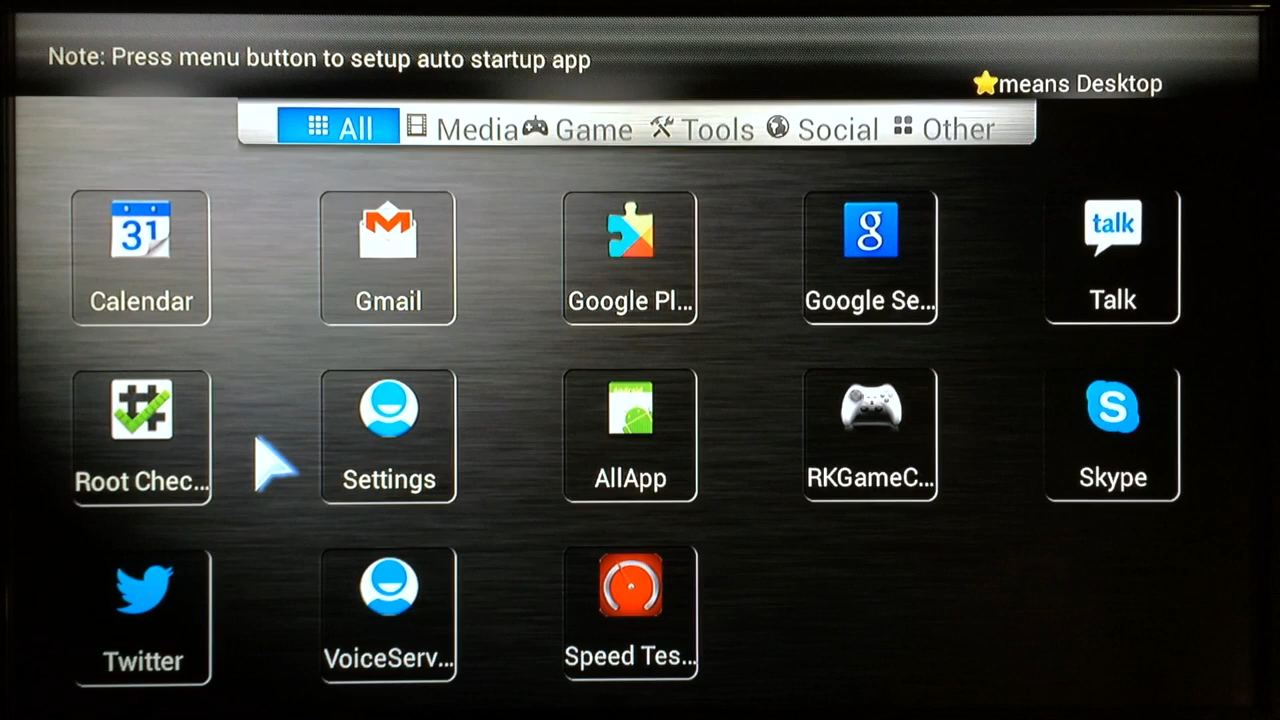 Note: Press menu button to setup auto startup app
means Desktop
All Media Game Tools Social Other
31 talk
Calendar Gmail Google Pl... Google Se... Talk
Root Chec... Settings AllApp RKGameC... Skype
Twitter VoiceServ... Speed Tes...